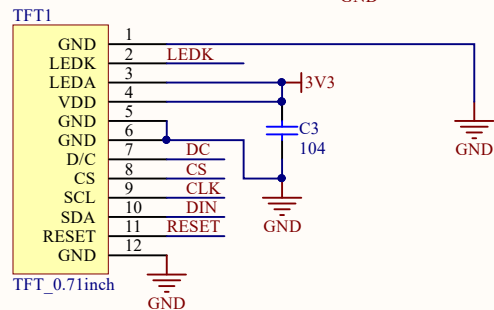 GND
TFT1
GND 1
LEDK 2 LEDK
LEDA 3 3V3
VDD 4
GND 5
GND 6
C3
104
D/C 7 DC
CS 8 CS
SCL 9 CLK
SDA 10 DIN
RESET 11 RESET
GND 12
GND
GND
TFT_0.71inch
GND